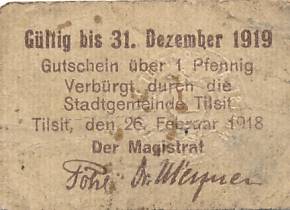 Gültig bis 31. Dezember 1919
Gutschein über 1 Pfennig
Verbürgt durch die
Stadtgemeinde Tilsit
Tilsit, den 26. Februar 1918
Der Magistrat
Pohl